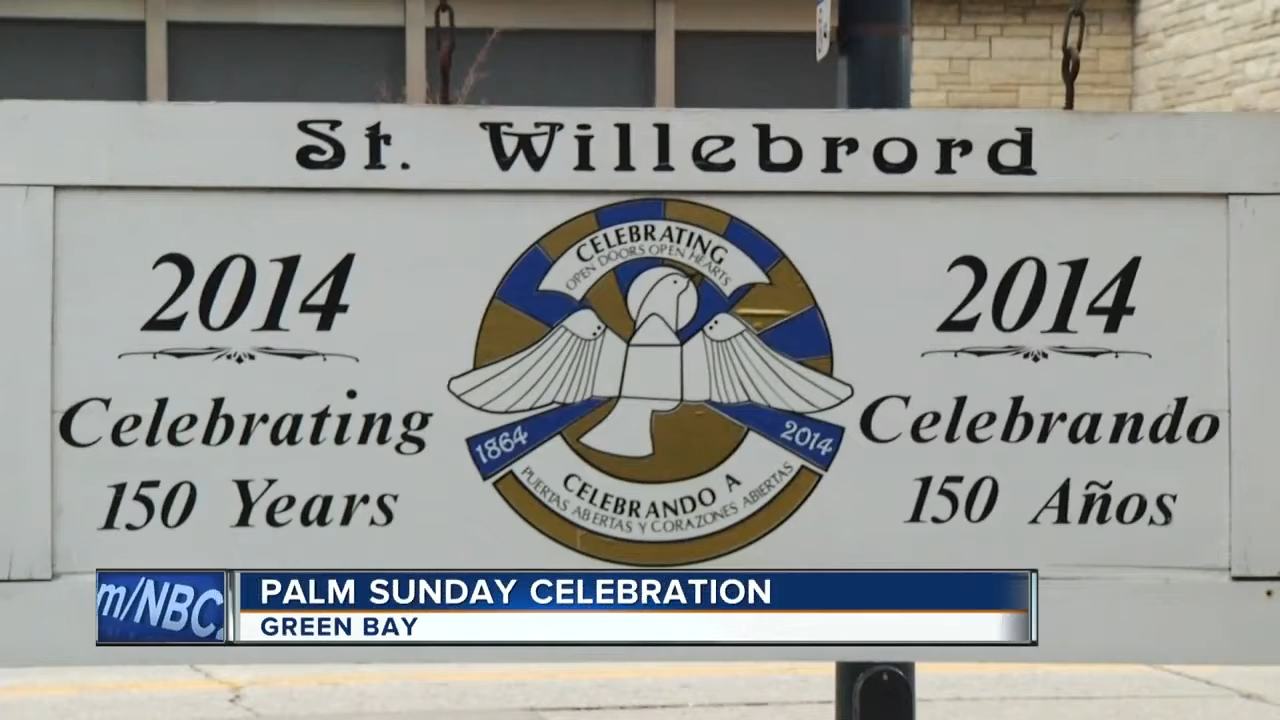 St. Willebrord
2014
Celebrating
150 Years
CELEBRATING
OPEN DOORS OPEN HEARTS
1864
2014
CELEBRANDO A
PUERTAS ABIERTAS Y CORAZONES ABIERTAS
2014
Celebrando
150 Años
m/NBC
PALM SUNDAY CELEBRATION
GREEN BAY